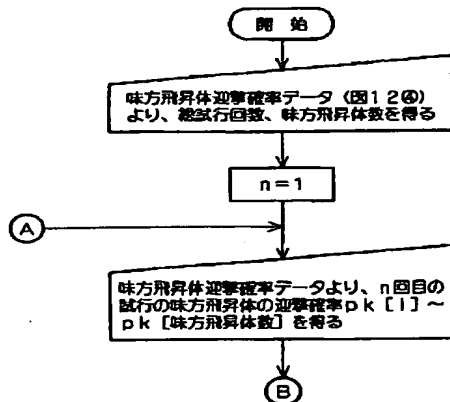 開 始
味方飛昇体迎撃確率データ（図12④）
より、総試行回数、味方飛昇体数を得る
n＝1
A
味方飛昇体迎撃確率データより、n回目の
試行の味方飛昇体の迎撃確率pk［1］～
pk［味方飛昇体数］を得る
B